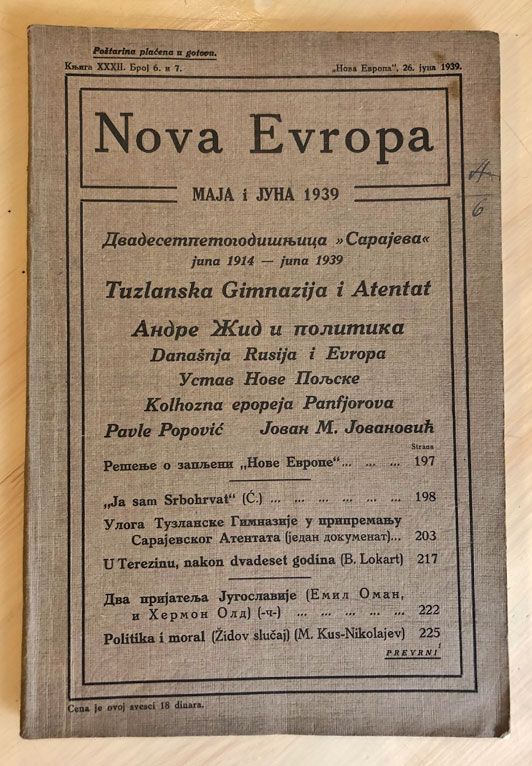 Poštarina plaćena u gotovu.
Књига XXXII. Број 6. и 7.
„Нова Европа“, 26. јуна 1939.
Nova Evropa
МАЈА i ЈУНА 1939
Двадесетпетогодишњица »Сарајева«
juna 1914 — juna 1939
Tuzlanska Gimnazija i Atentat
Андре Жид и политика
Današnja Rusija i Evropa
Устав Нове Пољске
Kolhozna epopeja Panfjorova
Pavle Popović Јован М. Јовановић
Strana
Решење о запљени „Нове Европе“... ... ... 197
„Ja sam Srbohrvat“ (Ć.) ... ... ... ... ... 198
Улога Тузланске Гимназије у припремању
Сарајевског Атентата (један документ)... 203
U Terezinu, nakon dvadeset godina (B. Lokart) 217
Два пријатеља Југославије (Емил Оман,
и Хермон Олд) (-ч-) ... ... ... ... ... 222
Politika i moral (Židov slučaj) (M. Kus-Nikolajev) 225
PREVRNI
Cena je ovoj svesci 18 dinara.
6